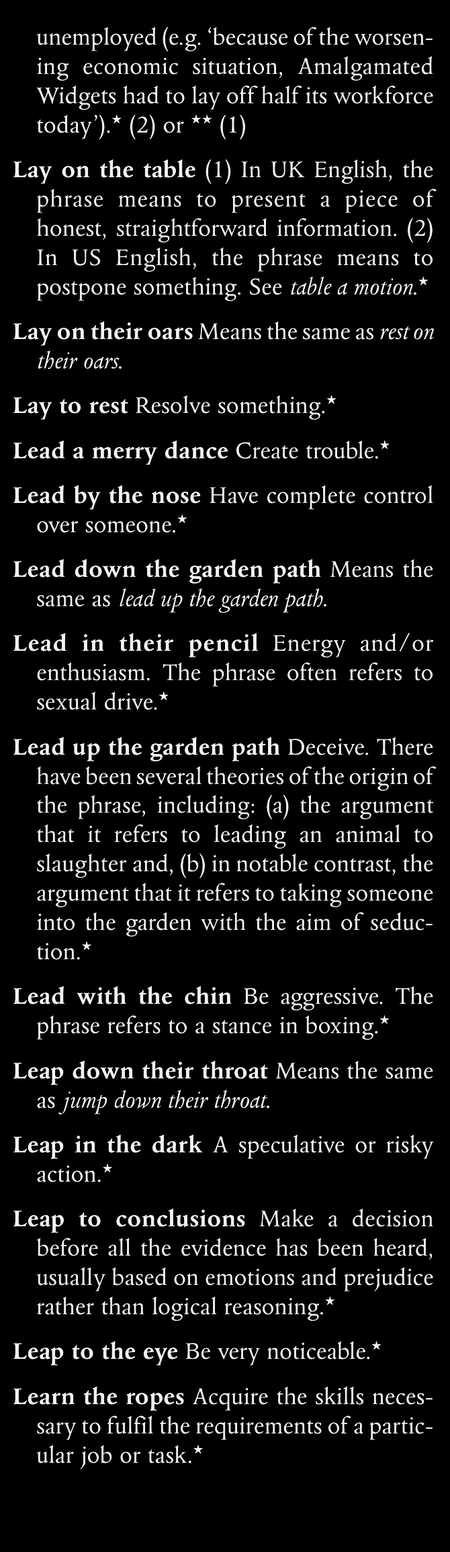 unemployed (e.g. ‘because of the worsen-
ing economic situation, Amalgamated
Widgets had to lay off half its workforce
today’).★ (2) or ★★ (1)
Lay on the table (1) In UK English, the
phrase means to present a piece of
honest, straightforward information. (2)
In US English, the phrase means to
postpone something. See table a motion.★
Lay on their oars Means the same as rest on
their oars.
Lay to rest Resolve something.★
Lead a merry dance Create trouble.★
Lead by the nose Have complete control
over someone.★
Lead down the garden path Means the
same as lead up the garden path.
Lead in their pencil Energy and/or
enthusiasm. The phrase often refers to
sexual drive.★
Lead up the garden path Deceive. There
have been several theories of the origin of
the phrase, including: (a) the argument
that it refers to leading an animal to
slaughter and, (b) in notable contrast, the
argument that it refers to taking someone
into the garden with the aim of seduc-
tion.★
Lead with the chin Be aggressive. The
phrase refers to a stance in boxing.★
Leap down their throat Means the same
as jump down their throat.
Leap in the dark A speculative or risky
action.★
Leap to conclusions Make a decision
before all the evidence has been heard,
usually based on emotions and prejudice
rather than logical reasoning.★
Leap to the eye Be very noticeable.★
Learn the ropes Acquire the skills neces-
sary to fulfil the requirements of a partic-
ular job or task.★